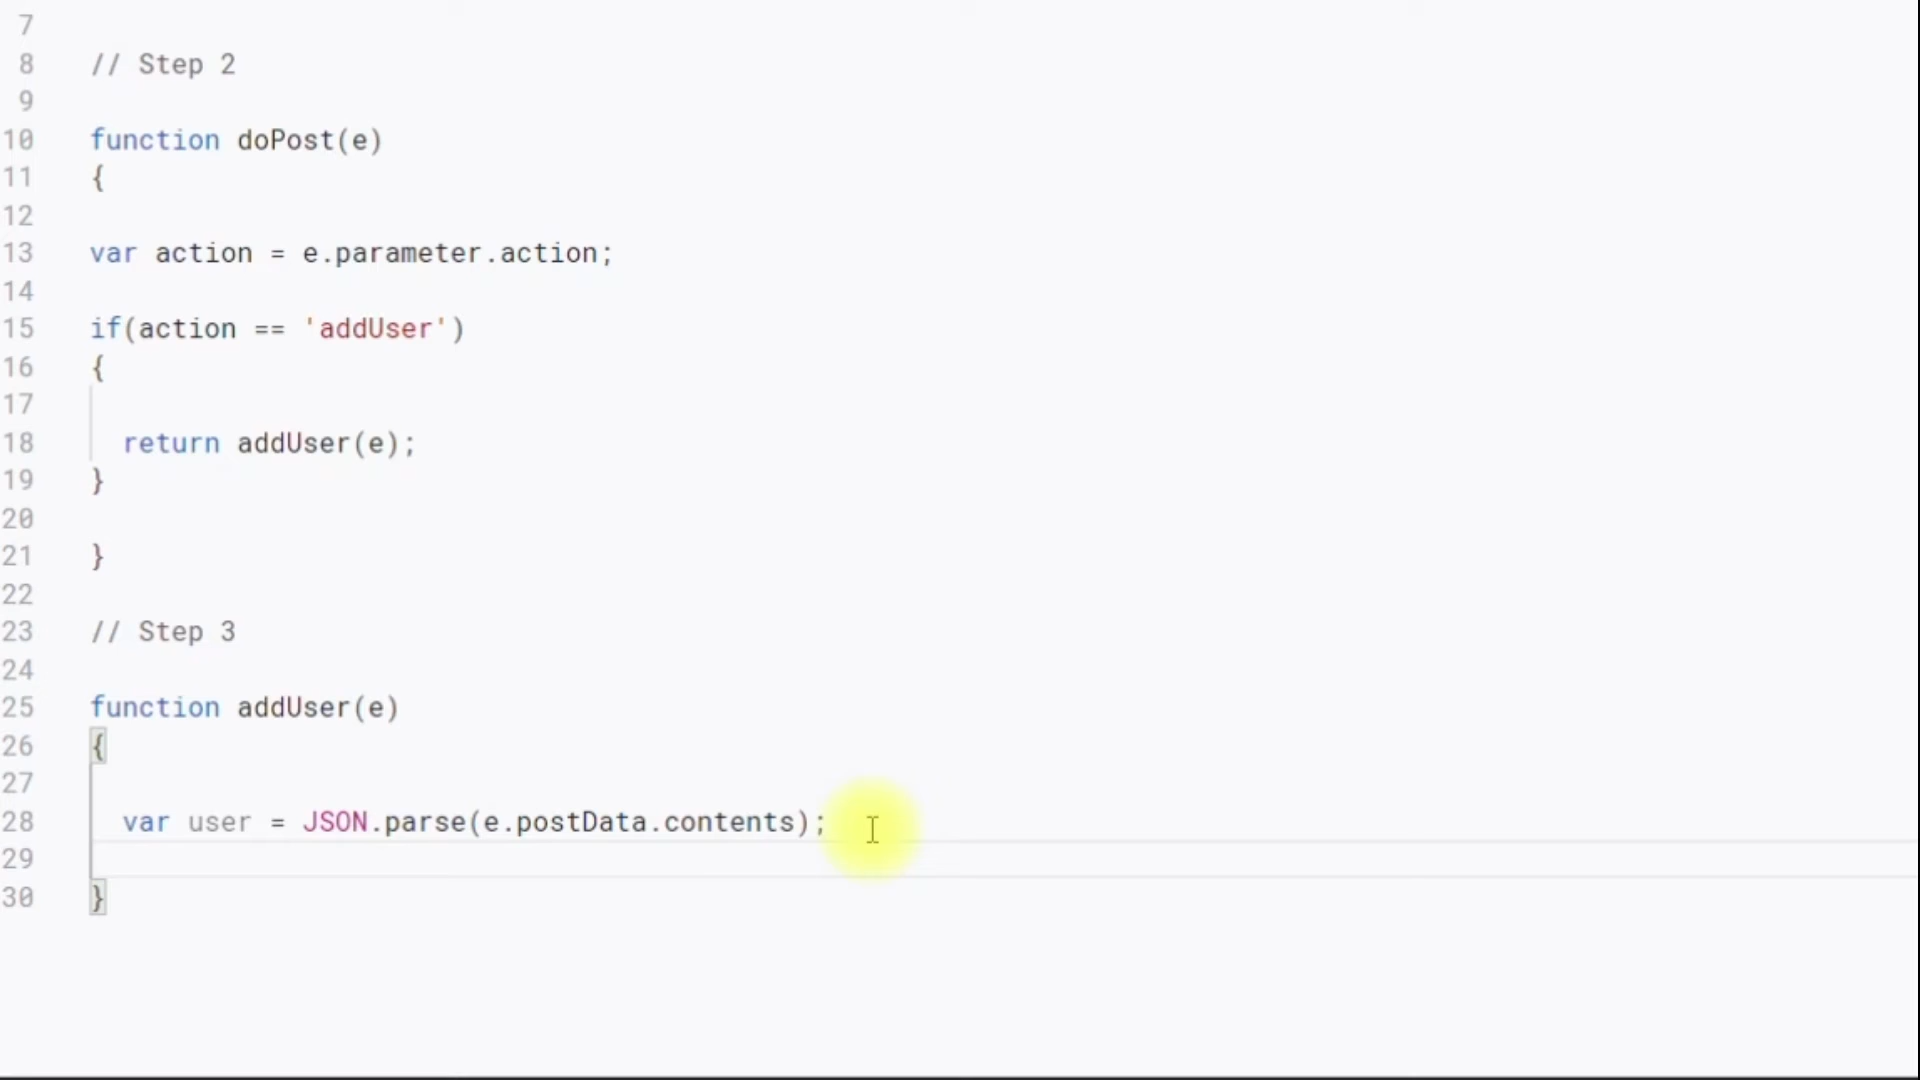 7
8 // Step 2
9
10 function doPost(e)
11 {
12
13 var action = e.parameter.action;
14
15 if(action == 'addUser')
16 {
17
18 return addUser(e);
19 }
20
21 }
22
23 // Step 3
24
25 function addUser(e)
26 {
27
28 var user = JSON.parse(e.postData.contents);
29
30 }